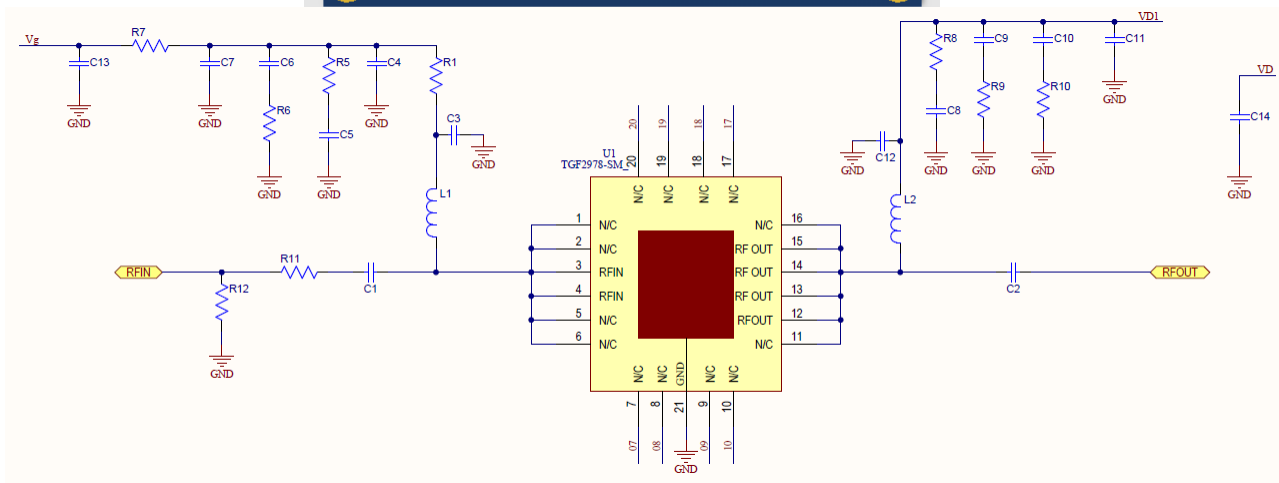 VD1
Vg
R7
R8
C9
C10
C11
C13
C7
C6
R5
C4
R1
VD
GND
GND
R6
C3
C5
GND
GND
GND
C8
R9
R10
GND
C14
C12
GND
GND
GND
GND
GND
20
19
18
17
U1
TGF2978-SM_
20
19
18
17
N/C
N/C
N/C
N/C
L1
L2
1 N/C
N/C 16
2 N/C
RF OUT 15
RFIN
R11
C1
3 RFIN
RF OUT 14
C2
RFOUT
R12
4 RFIN
RF OUT 13
5 N/C
RFOUT 12
6 N/C
N/C 11
GND
N/C
N/C
GND
N/C
N/C
7
8
21
9
10
07
08
09
10
GND